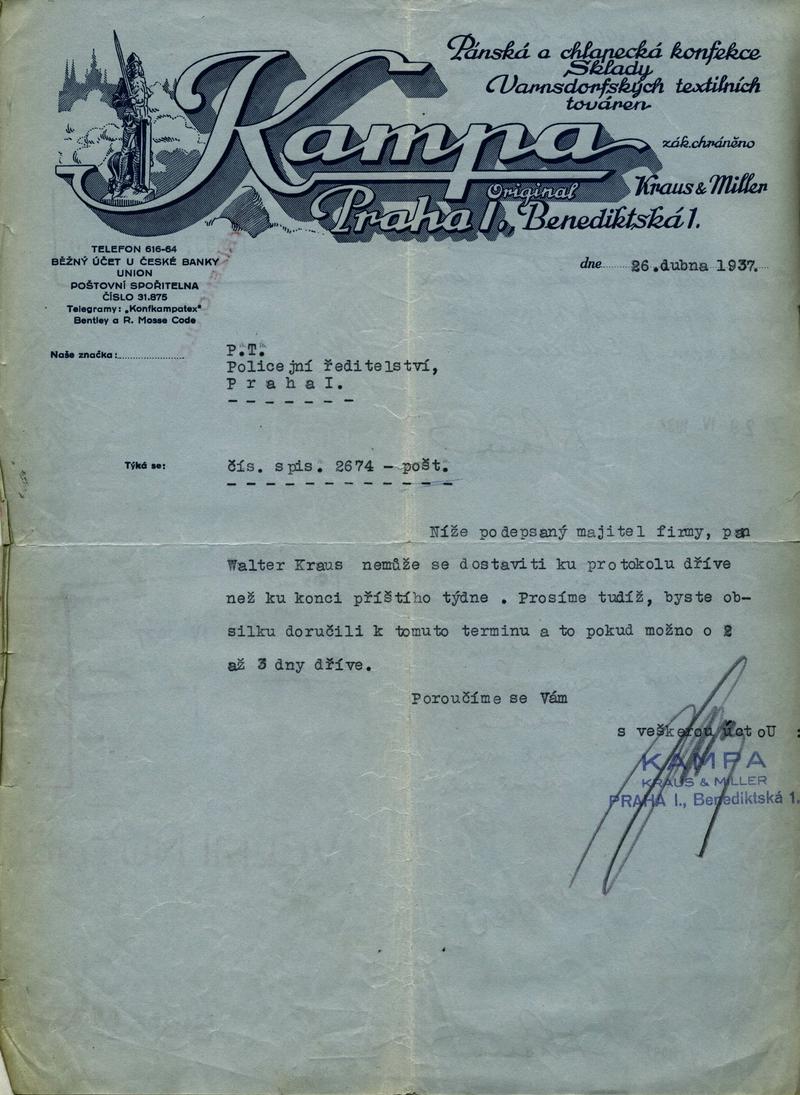 Pánská a chlapecká konfekce
Sklady
Varnsdorfských textilních
továren
Kampa
zák. chráněno
Original
Kraus & Miller
Praha I., Benediktská 1.
TELEFON 616-64
BĚŽNÝ ÚČET U ČESKÉ BANKY
UNION
POŠTOVNÍ SPOŘITELNA
ČÍSLO 31.875
Telegramy: „Konfkampatex"
Bentley a R. Mosse Code
dne 26.dubna 1937.
Naše značka:
P.T.
Policejní ředitelství,
P r a h a I.
Týká se: čís. spis. 2674 - pošt.
Níže podepsaný majitel firmy, pan
Walter Kraus nemůže se dostaviti ku protokolu dříve
než ku konci příštího týdne . Prosíme tudíž, byste ob-
silku doručili k tomuto terminu a to pokud možno o 2
až 3 dny dříve.
Poroučíme se Vám
s veškerou úctoU :
KAMPA
KRAUS & MILLER
PRAHA I., Benediktská 1.